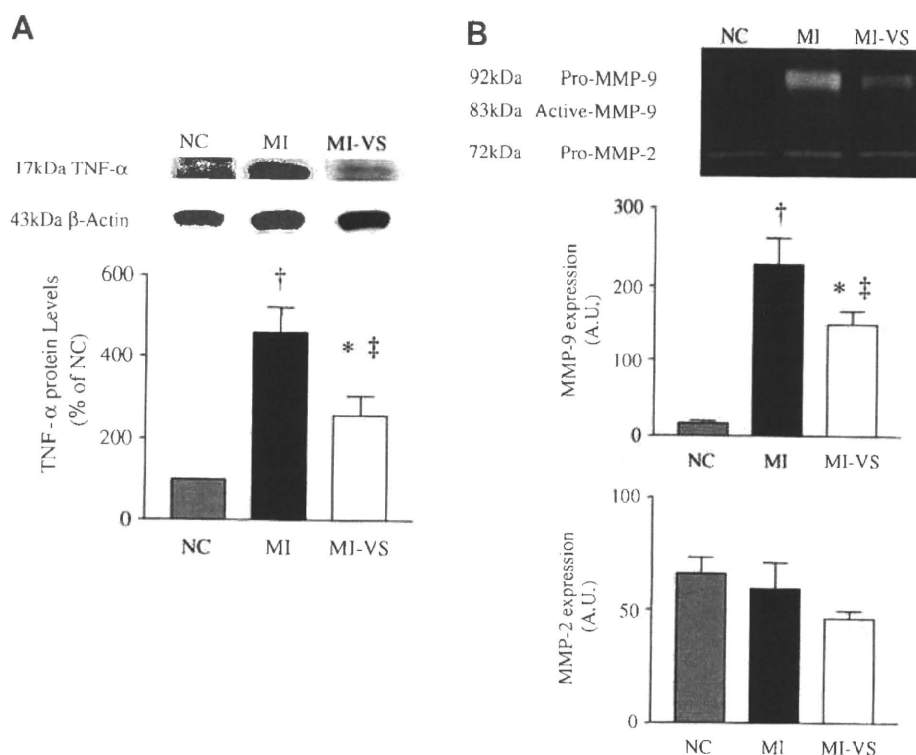 A
NC MI MI-VS
17kDa TNF-α
43kDa β-Actin
TNF-α protein Levels
(% of NC)
600
†
400
* ‡
200
0
NC MI MI-VS
B
NC MI MI-VS
92kDa Pro-MMP-9
83kDa Active-MMP-9
72kDa Pro-MMP-2
MMP-9 expression
(A.U.)
300
†
200
* ‡
100
0
NC MI MI-VS
MMP-2 expression
(A.U.)
100
50
0
NC MI MI-VS